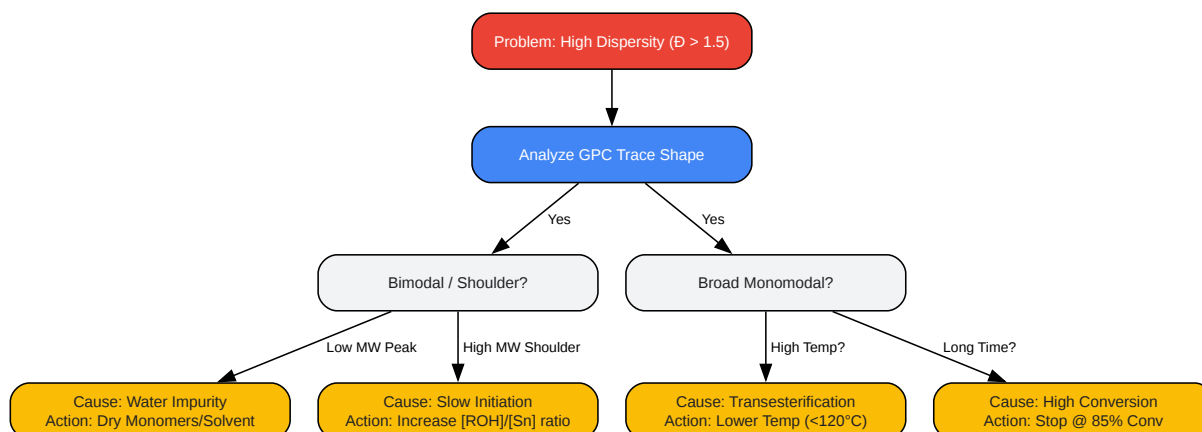 Problem: High Dispersity (Đ > 1.5)
Analyze GPC Trace Shape
Yes
Yes
Bimodal / Shoulder?
Broad Monomodal?
Low MW Peak
High MW Shoulder
High Temp?
Long Time?
Cause: Water Impurity
Action: Dry Monomers/Solvent
Cause: Slow Initiation
Action: Increase [ROH]/[Sn] ratio
Cause: Transesterification
Action: Lower Temp (<120°C)
Cause: High Conversion
Action: Stop @ 85% Conv